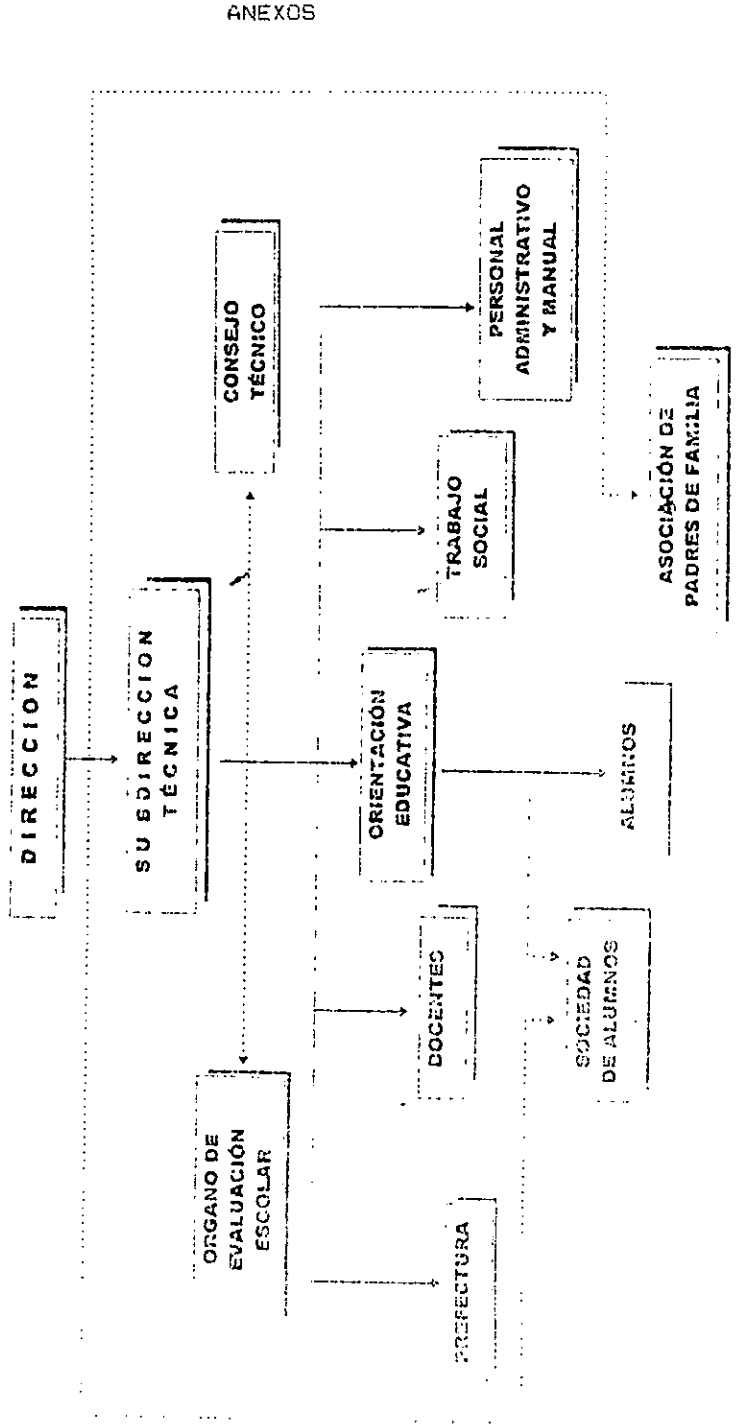 ANEXOS
DIRECCION
SUBDIRECCION
TÉCNICA
ORGANO DE
EVALUACIÓN
ESCOLAR
CONSEJO
TÉCNICO
PREFECTURA
DOCENTES
ORIENTACIÓN
EDUCATIVA
TRABAJO
SOCIAL
PERSONAL
ADMINISTRATIVO
Y MANUAL
SOCIEDAD
DE ALUMNOS
ALUMNOS
ASOCIACIÓN DE
PADRES DE FAMILIA